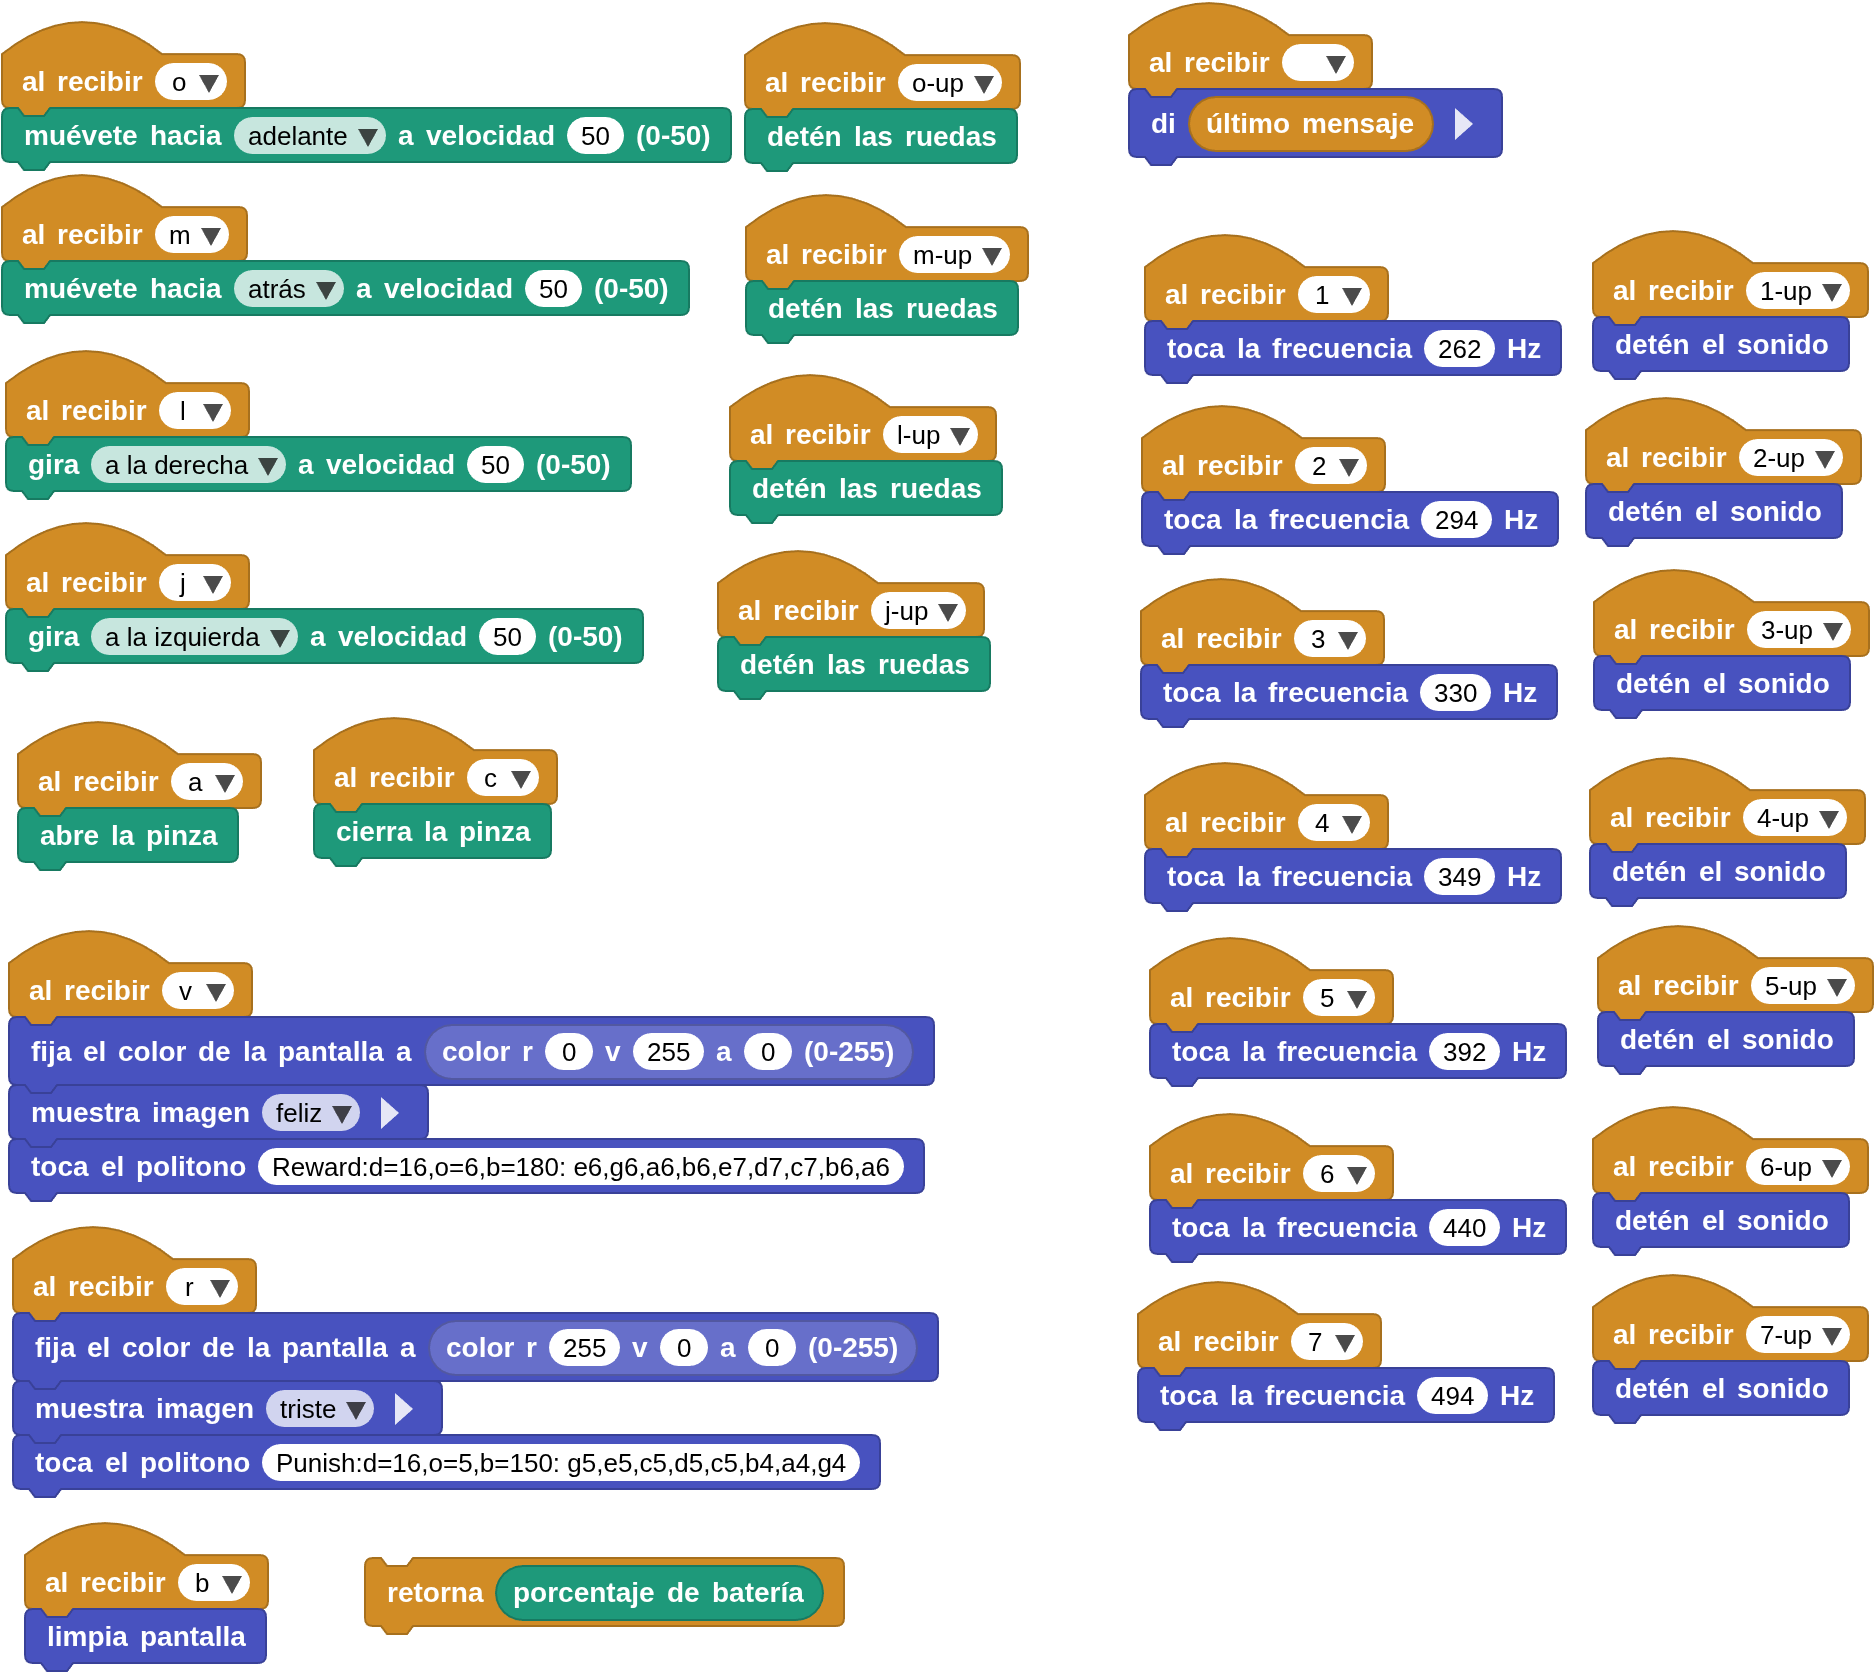 al recibir o
muévete hacia adelante a velocidad 50 (0-50)
al recibir m
muévete hacia atrás a velocidad 50 (0-50)
al recibir l
gira a la derecha a velocidad 50 (0-50)
al recibir j
gira a la izquierda a velocidad 50 (0-50)
al recibir a
abre la pinza
al recibir c
cierra la pinza
al recibir v
fija el color de la pantalla a color r 0 v 255 a 0 (0-255)
muestra imagen feliz
toca el politono Reward:d=16,o=6,b=180: e6,g6,a6,b6,e7,d7,c7,b6,a6
al recibir r
fija el color de la pantalla a color r 255 v 0 a 0 (0-255)
muestra imagen triste
toca el politono Punish:d=16,o=5,b=150: g5,e5,c5,d5,c5,b4,a4,g4
al recibir b
limpia pantalla
retorna porcentaje de batería
al recibir o-up
detén las ruedas
al recibir m-up
detén las ruedas
al recibir l-up
detén las ruedas
al recibir j-up
detén las ruedas
al recibir
di último mensaje
al recibir 1
toca la frecuencia 262 Hz
al recibir 2
toca la frecuencia 294 Hz
al recibir 3
toca la frecuencia 330 Hz
al recibir 4
toca la frecuencia 349 Hz
al recibir 5
toca la frecuencia 392 Hz
al recibir 6
toca la frecuencia 440 Hz
al recibir 7
toca la frecuencia 494 Hz
al recibir 1-up
detén el sonido
al recibir 2-up
detén el sonido
al recibir 3-up
detén el sonido
al recibir 4-up
detén el sonido
al recibir 5-up
detén el sonido
al recibir 6-up
detén el sonido
al recibir 7-up
detén el sonido